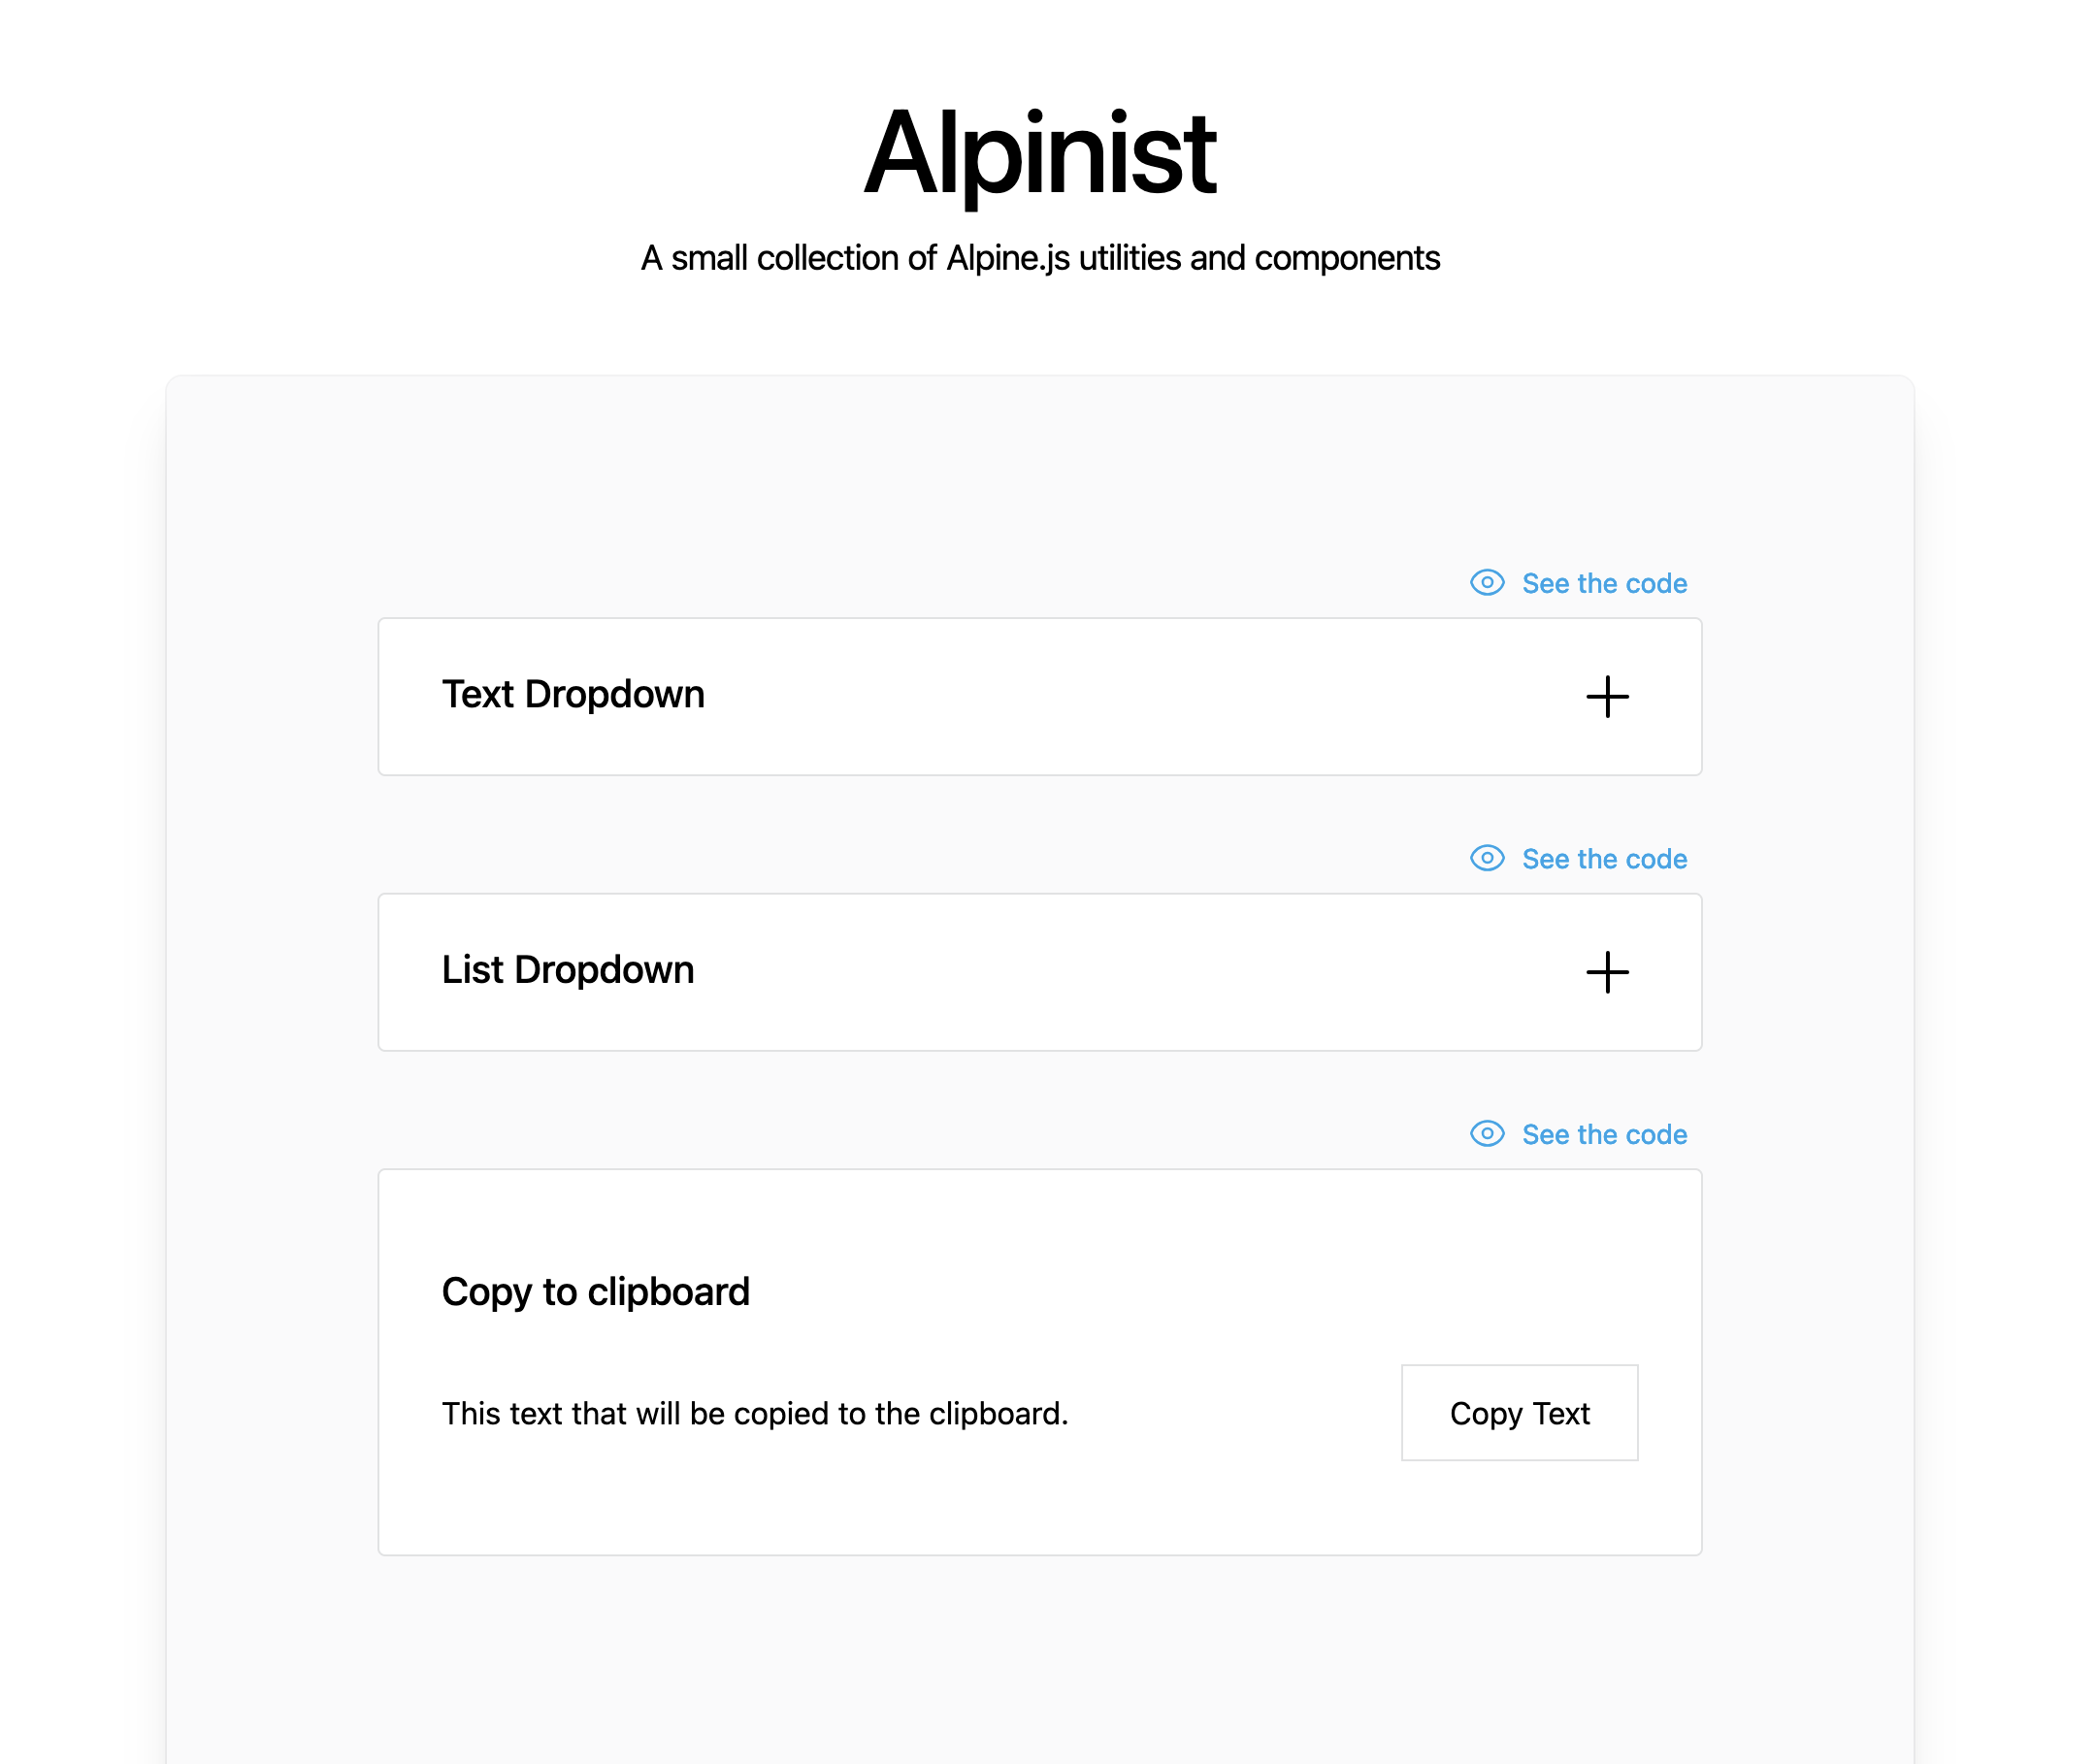 Alpinist
A small collection of Alpine.js utilities and components
See the code
Text Dropdown
See the code
List Dropdown
See the code
Copy to clipboard
This text that will be copied to the clipboard.
Copy Text